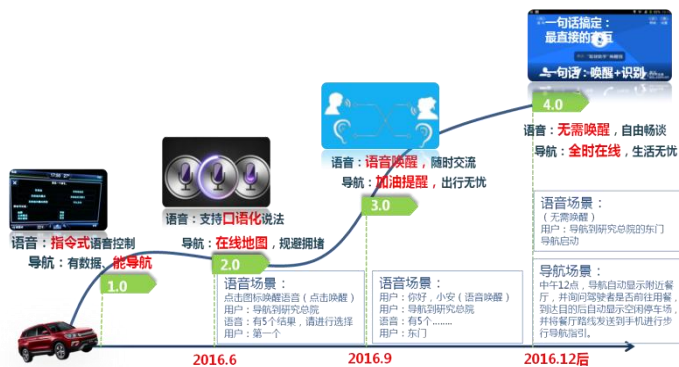 一句话搞定：
最直接的交互
一句话：唤醒+识别
4.0
语音：无需唤醒，自由畅谈
导航：全时在线，生活无忧
语音：语音唤醒，随时交流
导航：加油提醒，出行无忧
3.0
语音：支持口语化说法
导航：在线地图，规避拥堵
2.0
语音：指令式语音控制
导航：有数据、能导航
1.0
语音场景：
点击图标唤醒语音（点击唤醒）
用户：导航到研究总院
语音：有5个结果，请进行选择
用户：第一个
语音场景：
用户：你好，小安（语音唤醒）
用户：导航到研究总院
语音：有5个........
用户：东门
语音场景：
（无需唤醒）
用户：导航到研究总院的东门
导航启动
导航场景：
中午12点，导航自动显示附近餐
厅，并询问驾驶者是否前往用餐，
到达目的后自动显示空闲停车场，
并将餐厅路线发送到手机进行步
行导航指引。
2016.6
2016.9
2016.12后